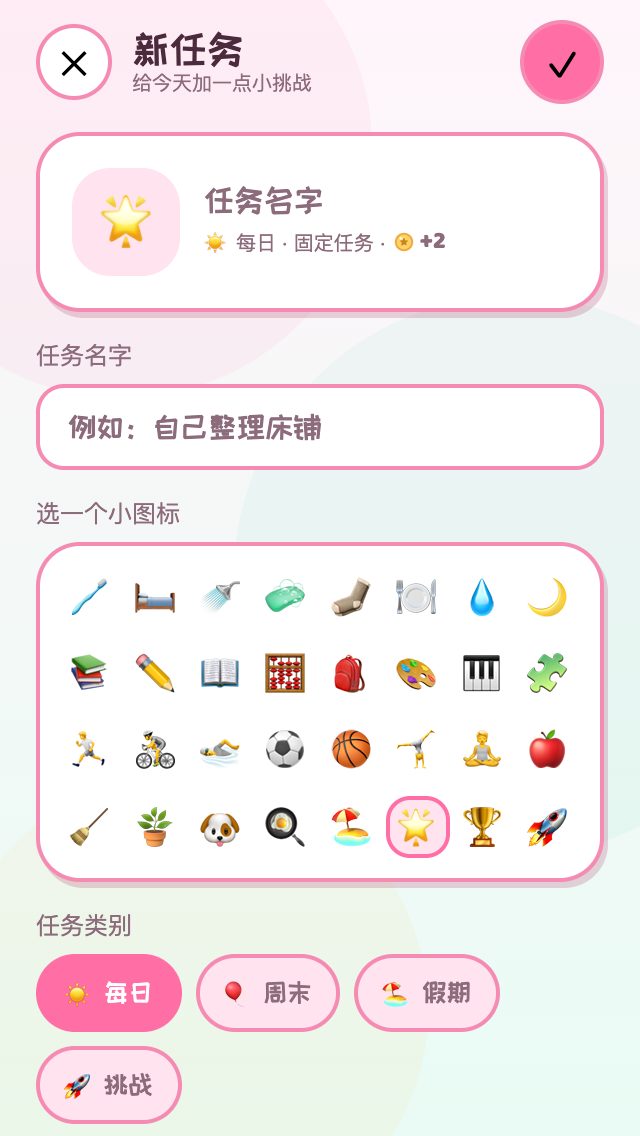 新任务
给今天加一点小挑战
任务名字
每日 · 固定任务 · +2
任务名字
例如：自己整理床铺
选一个小图标
任务类别
每日
周末
假期
挑战